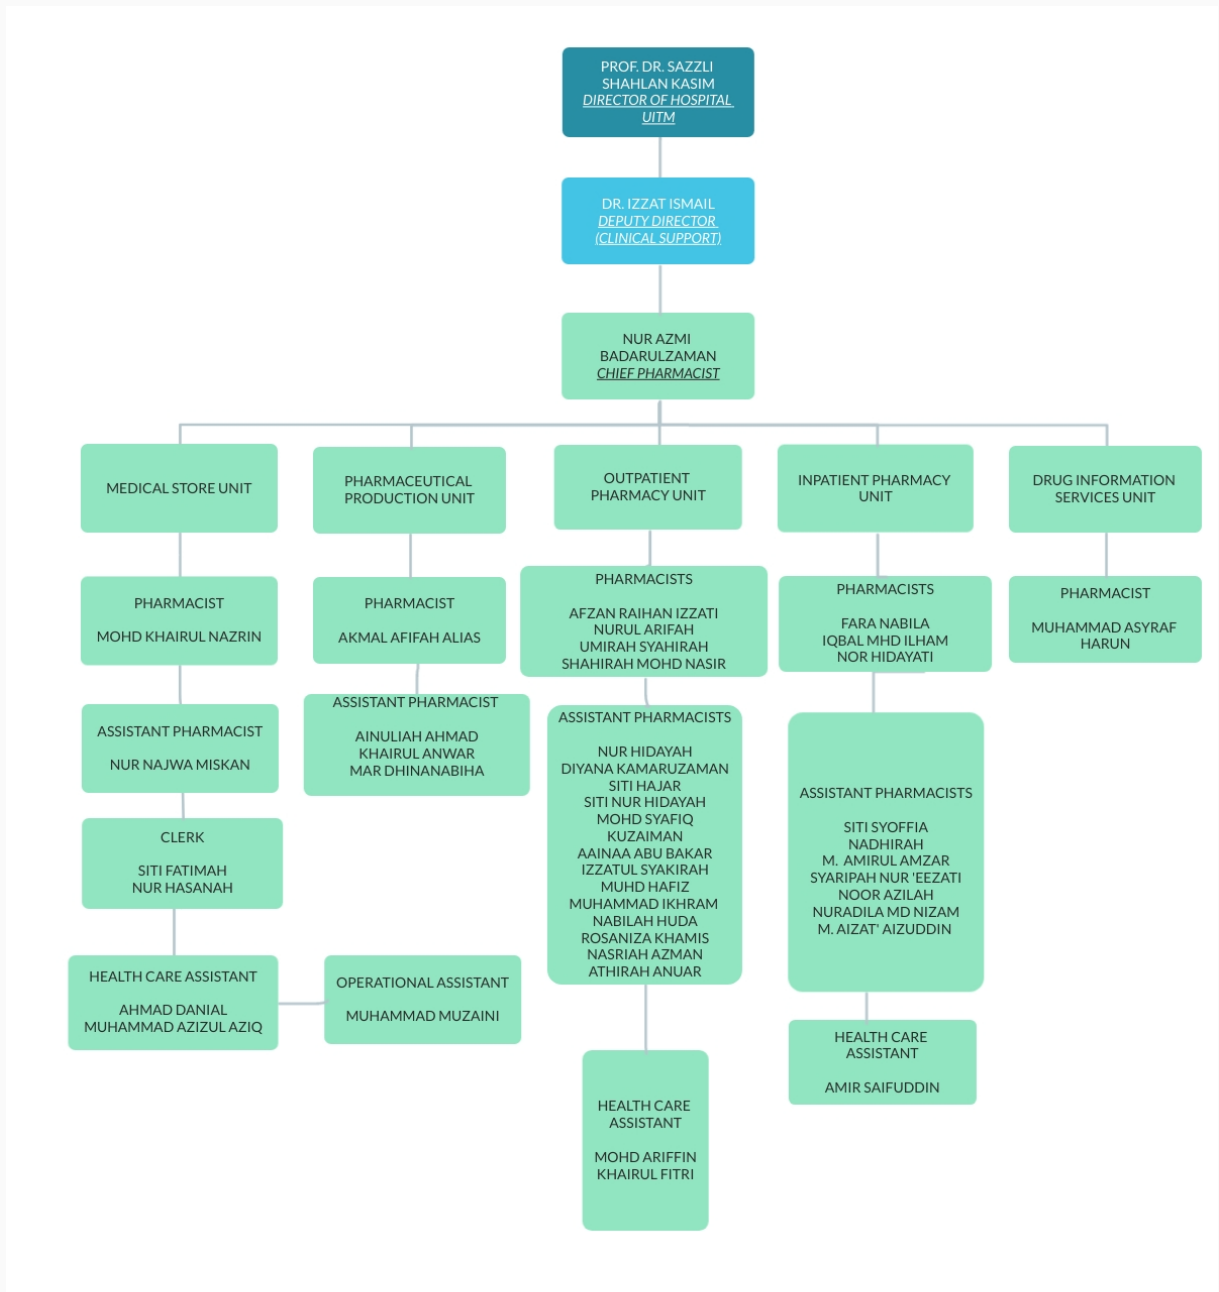 PROF. DR. SAZZLI
SHAHLAN KASIM
DIRECTOR OF HOSPITAL
UITM
DR. IZZAT ISMAIL
DEPUTY DIRECTOR
(CLINICAL SUPPORT)
NUR AZMI
BADARULZAMAN
CHIEF PHARMACIST
MEDICAL STORE UNIT
PHARMACEUTICAL
PRODUCTION UNIT
OUTPATIENT
PHARMACY UNIT
INPATIENT PHARMACY
UNIT
DRUG INFORMATION
SERVICES UNIT
PHARMACIST
MOHD KHAIRUL NAZRIN
PHARMACIST
AKMAL AFIFAH ALIAS
PHARMACISTS
AFZAN RAIHAN IZZATI
NURUL ARIFAH
UMIRAH SYAHIRAH
SHAHIRAH MOHD NASIR
PHARMACISTS
FARA NABILA
IQBAL MHD ILHAM
NOR HIDAYATI
PHARMACIST
MUHAMMAD ASYRAF
HARUN
ASSISTANT PHARMACIST
NUR NAJWA MISKAN
ASSISTANT PHARMACIST
AINULIAH AHMAD
KHAIRUL ANWAR
MAR DHINANABIHA
ASSISTANT PHARMACISTS
NUR HIDAYAH
DIYANA KAMARUZAMAN
SITI HAJAR
SITI NUR HIDAYAH
MOHD SYAFIQ
KUZAIMAN
AAINAA ABU BAKAR
IZZATUL SYAKIRAH
MUHD HAFIZ
MUHAMMAD IKHRAM
NABILAH HUDA
ROSANIZA KHAMIS
NASRIAH AZMAN
ATHIRAH ANUAR
ASSISTANT PHARMACISTS
SITI SYOFFIA
NADHIRAH
M. AMIRUL AMZAR
SYARIPAH NUR 'EEZATI
NOOR AZILAH
NURADILA MD NIZAM
M. AIZAT' AIZUDDIN
CLERK
SITI FATIMAH
NUR HASANAH
HEALTH CARE ASSISTANT
AHMAD DANIAL
MUHAMMAD AZIZUL AZIQ
OPERATIONAL ASSISTANT
MUHAMMAD MUZAINI
HEALTH CARE
ASSISTANT
MOHD ARIFFIN
KHAIRUL FITRI
HEALTH CARE
ASSISTANT
AMIR SAIFUDDIN